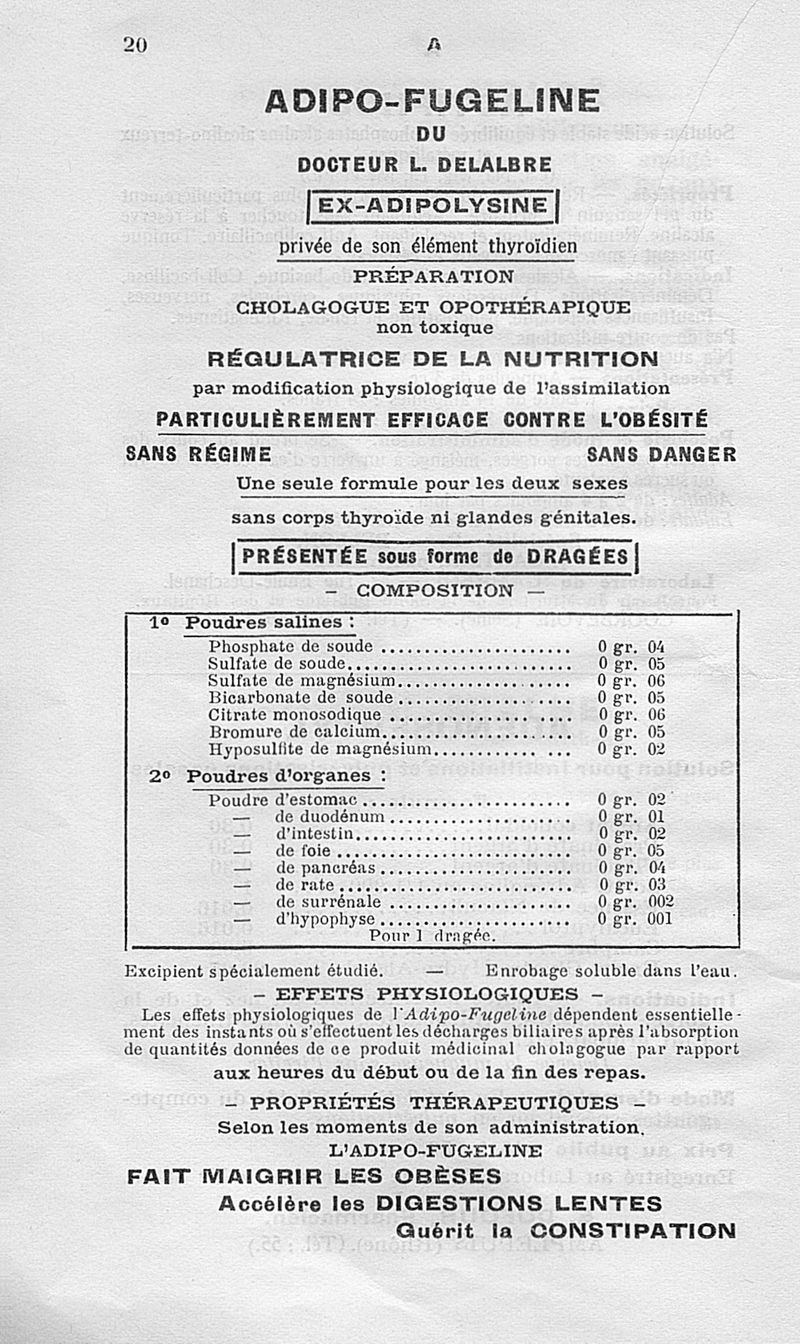 20 A
ADIPO-FUGELINE
DU
DOCTEUR L. DELALBRE
EX-ADIPOLYSINE
privée de son élément thyroïdien
PRÉPARATION
CHOLAGOGUE ET OPOTHÉRAPIQUE
non toxique
RÉGULATRICE DE LA NUTRITION
par modification physiologique de l'assimilation
PARTICULIÈREMENT EFFICACE CONTRE L'OBÉSITÉ
SANS RÉGIME SANS DANGER
Une seule formule pour les deux sexes
sans corps thyroïde ni glandes génitales.
PRÉSENTÉE sous forme de DRAGÉES
— COMPOSITION —
1º Poudres salines :
Phosphate de soude ...................... 0 gr. 04
Sulfate de soude......................... 0 gr. 05
Sulfate de magnésium.................... 0 gr. 06
Bicarbonate de soude .................... 0 gr. 05
Citrate monosodique ..................... 0 gr. 06
Bromure de calcium...................... 0 gr. 05
Hyposulfite de magnésium................ 0 gr. 02
2º Poudres d'organes :
Poudre d'estomac ........................ 0 gr. 02
— de duodénum ..................... 0 gr. 01
— d'intestin......................... 0 gr. 02
— de foie ........................... 0 gr. 05
— de pancréas ...................... 0 gr. 04
— de rate ........................... 0 gr. 03
— de surrénale ..................... 0 gr. 002
— d'hypophyse ...................... 0 gr. 001
Pour 1 dragée.
Excipient spécialement étudié. — Enrobage soluble dans l'eau.
— EFFETS PHYSIOLOGIQUES —
Les effets physiologiques de l'Adipo-Fugeline dépendent essentielle-
ment des instants où s'effectuent les décharges biliaires après l'absorption
de quantités données de ce produit médicinal cholagogue par rapport
aux heures du début ou de la fin des repas.
— PROPRIÉTÉS THÉRAPEUTIQUES —
Selon les moments de son administration,
L'ADIPO-FUGELINE
FAIT MAIGRIR LES OBÈSES
Accélère les DIGESTIONS LENTES
Guérit la CONSTIPATION